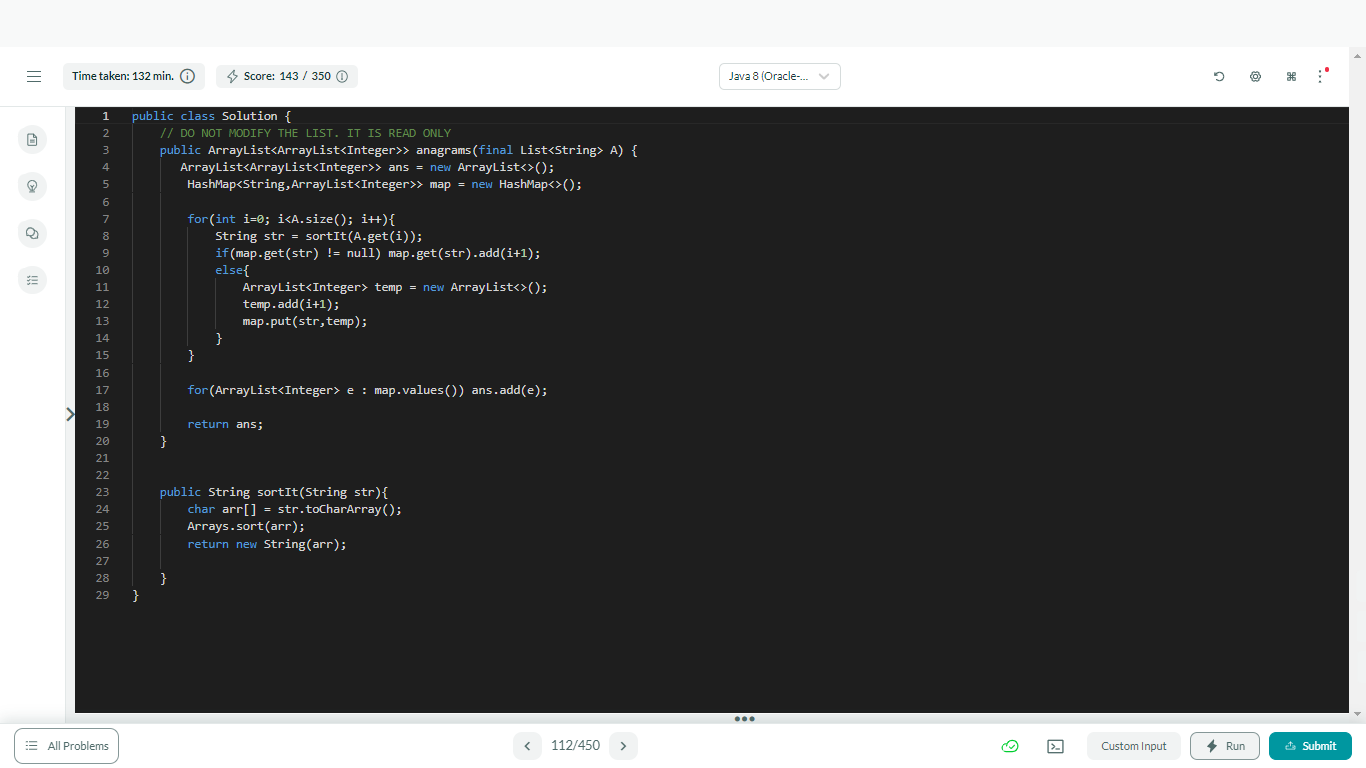 Time taken: 132 min.
Score: 143 / 350
Java 8 (Oracle-...
1 public class Solution {
2 // DO NOT MODIFY THE LIST. IT IS READ ONLY
3 public ArrayList<ArrayList<Integer>> anagrams(final List<String> A) {
4 ArrayList<ArrayList<Integer>> ans = new ArrayList<>();
5 HashMap<String,ArrayList<Integer>> map = new HashMap<>();
6
7 for(int i=0; i<A.size(); i++){
8 String str = sortIt(A.get(i));
9 if(map.get(str) != null) map.get(str).add(i+1);
10 else{
11 ArrayList<Integer> temp = new ArrayList<>();
12 temp.add(i+1);
13 map.put(str,temp);
14 }
15 }
16
17 for(ArrayList<Integer> e : map.values()) ans.add(e);
18
19 return ans;
20 }
21
22
23 public String sortIt(String str){
24 char arr[] = str.toCharArray();
25 Arrays.sort(arr);
26 return new String(arr);
27
28 }
29 }
All Problems
112/450
Custom Input
Run
Submit